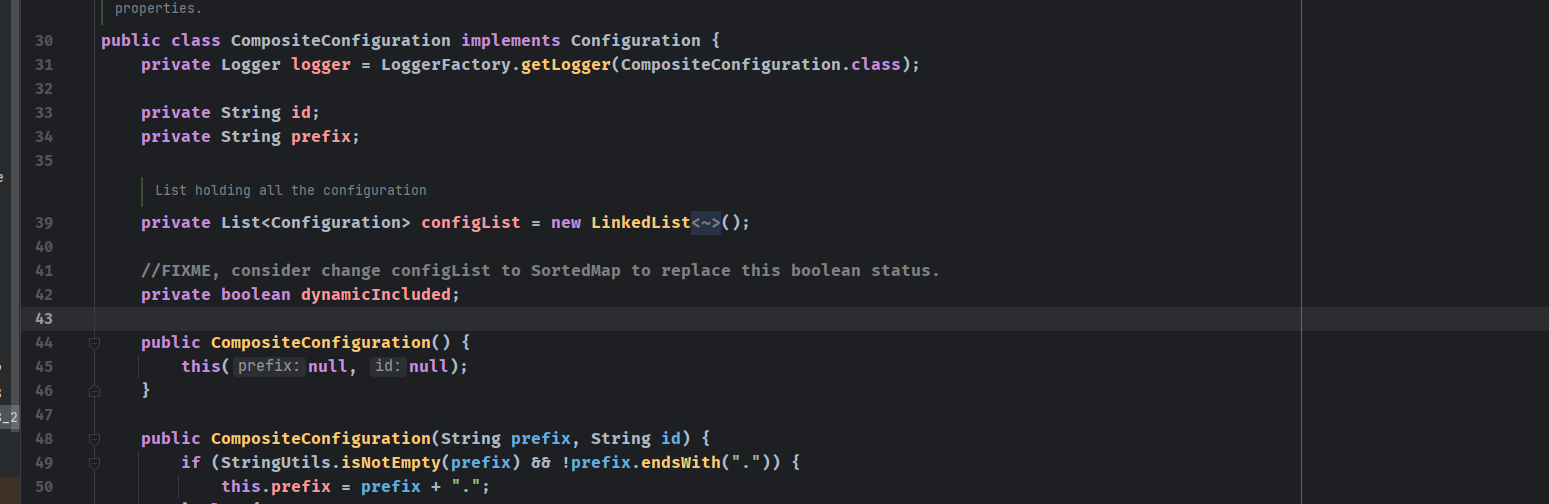 properties.
30 public class CompositeConfiguration implements Configuration {
31 private Logger logger = LoggerFactory.getLogger(CompositeConfiguration.class);
32
33 private String id;
34 private String prefix;
35
List holding all the configuration
39 private List<Configuration> configList = new LinkedList<~>();
40
41 //FIXME, consider change configList to SortedMap to replace this boolean status.
42 private boolean dynamicIncluded;
43
44 public CompositeConfiguration() {
45 this( prefix: null, id: null);
46 }
47
_2
48 public CompositeConfiguration(String prefix, String id) {
49 if (StringUtils.isNotEmpty(prefix) && !prefix.endsWith(".")) {
50 this.prefix = prefix + ".";